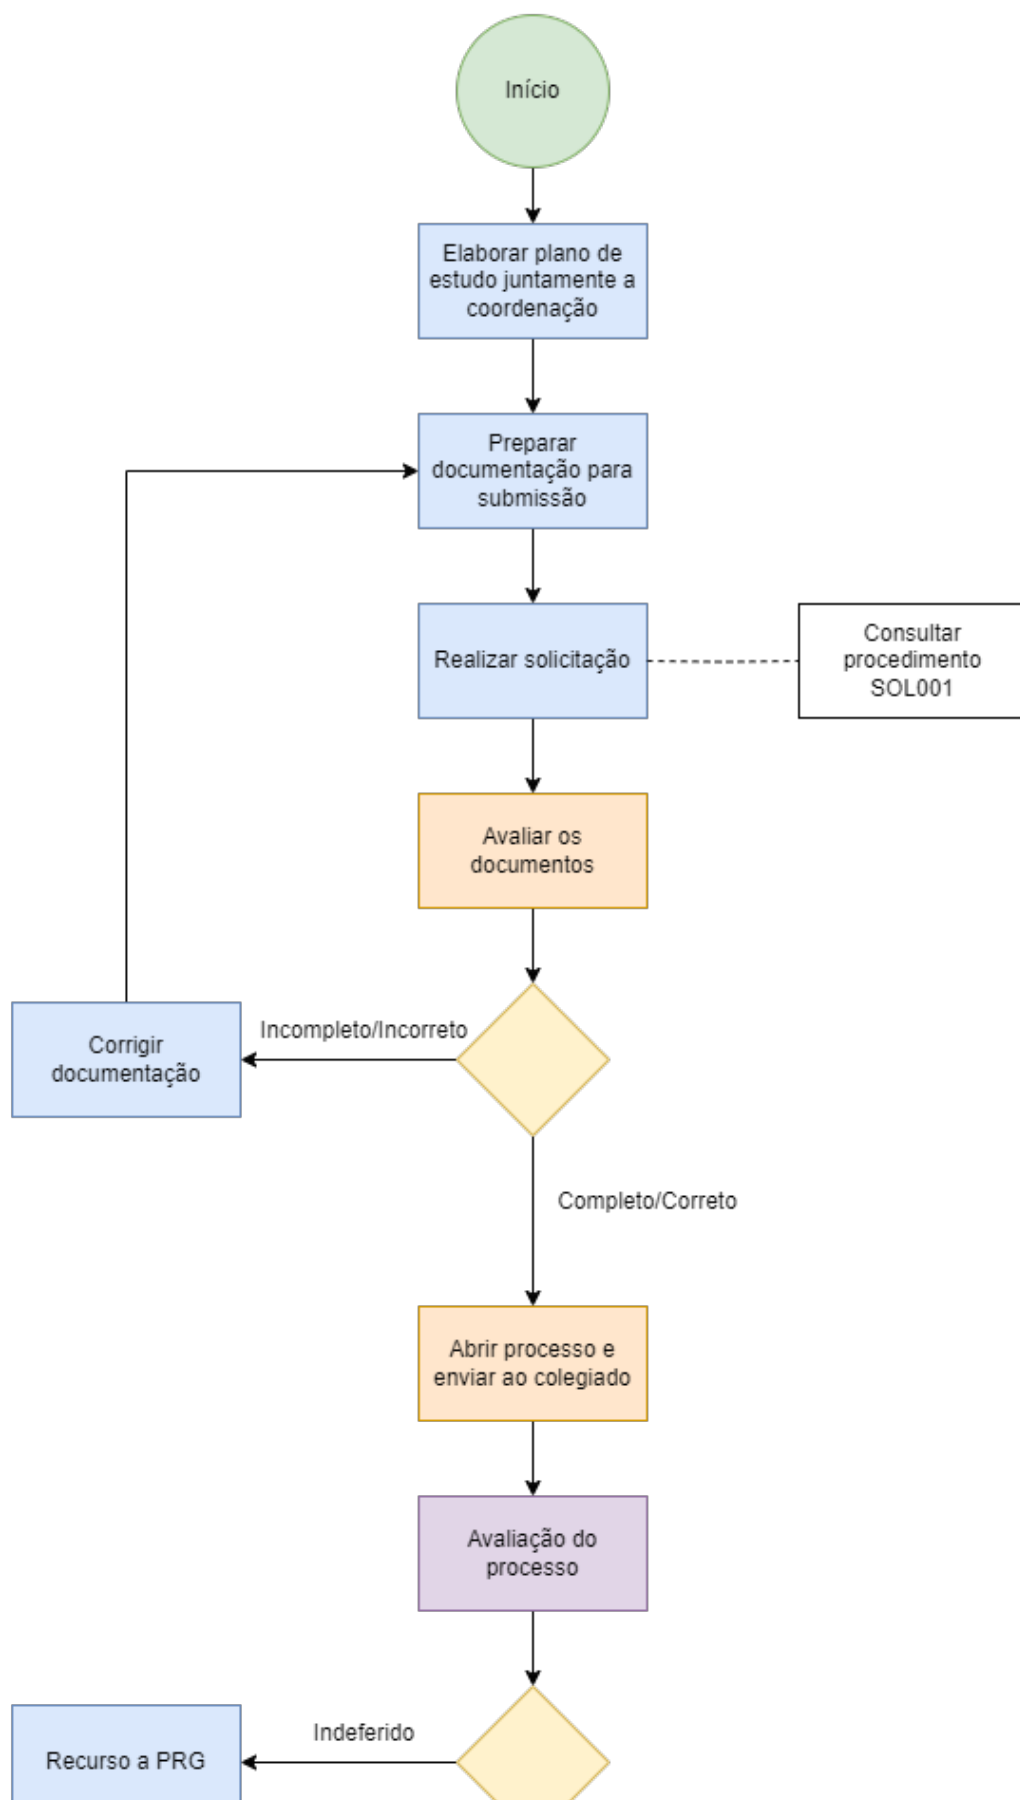 Início
Elaborar plano de
estudo juntamente a
coordenação
Preparar
documentação para
submissão
Realizar solicitação
Consultar
procedimento
SOL001
Avaliar os
documentos
Incompleto/Incorreto
Corrigir
documentação
Completo/Correto
Abrir processo e
enviar ao colegiado
Avaliação do
processo
Indeferido
Recurso a PRG